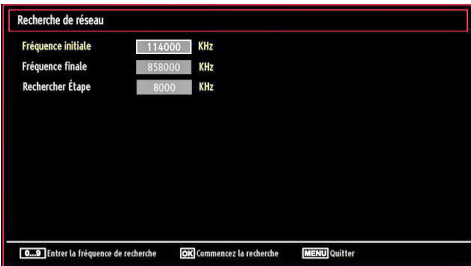 Recherche de réseau
Fréquence initiale 114000 KHz
Fréquence finale 858000 KHz
Rechercher Étape 8000 KHz
0...9 Entrer la fréquence de recherche OK Commencez la recherche MENU Quitter